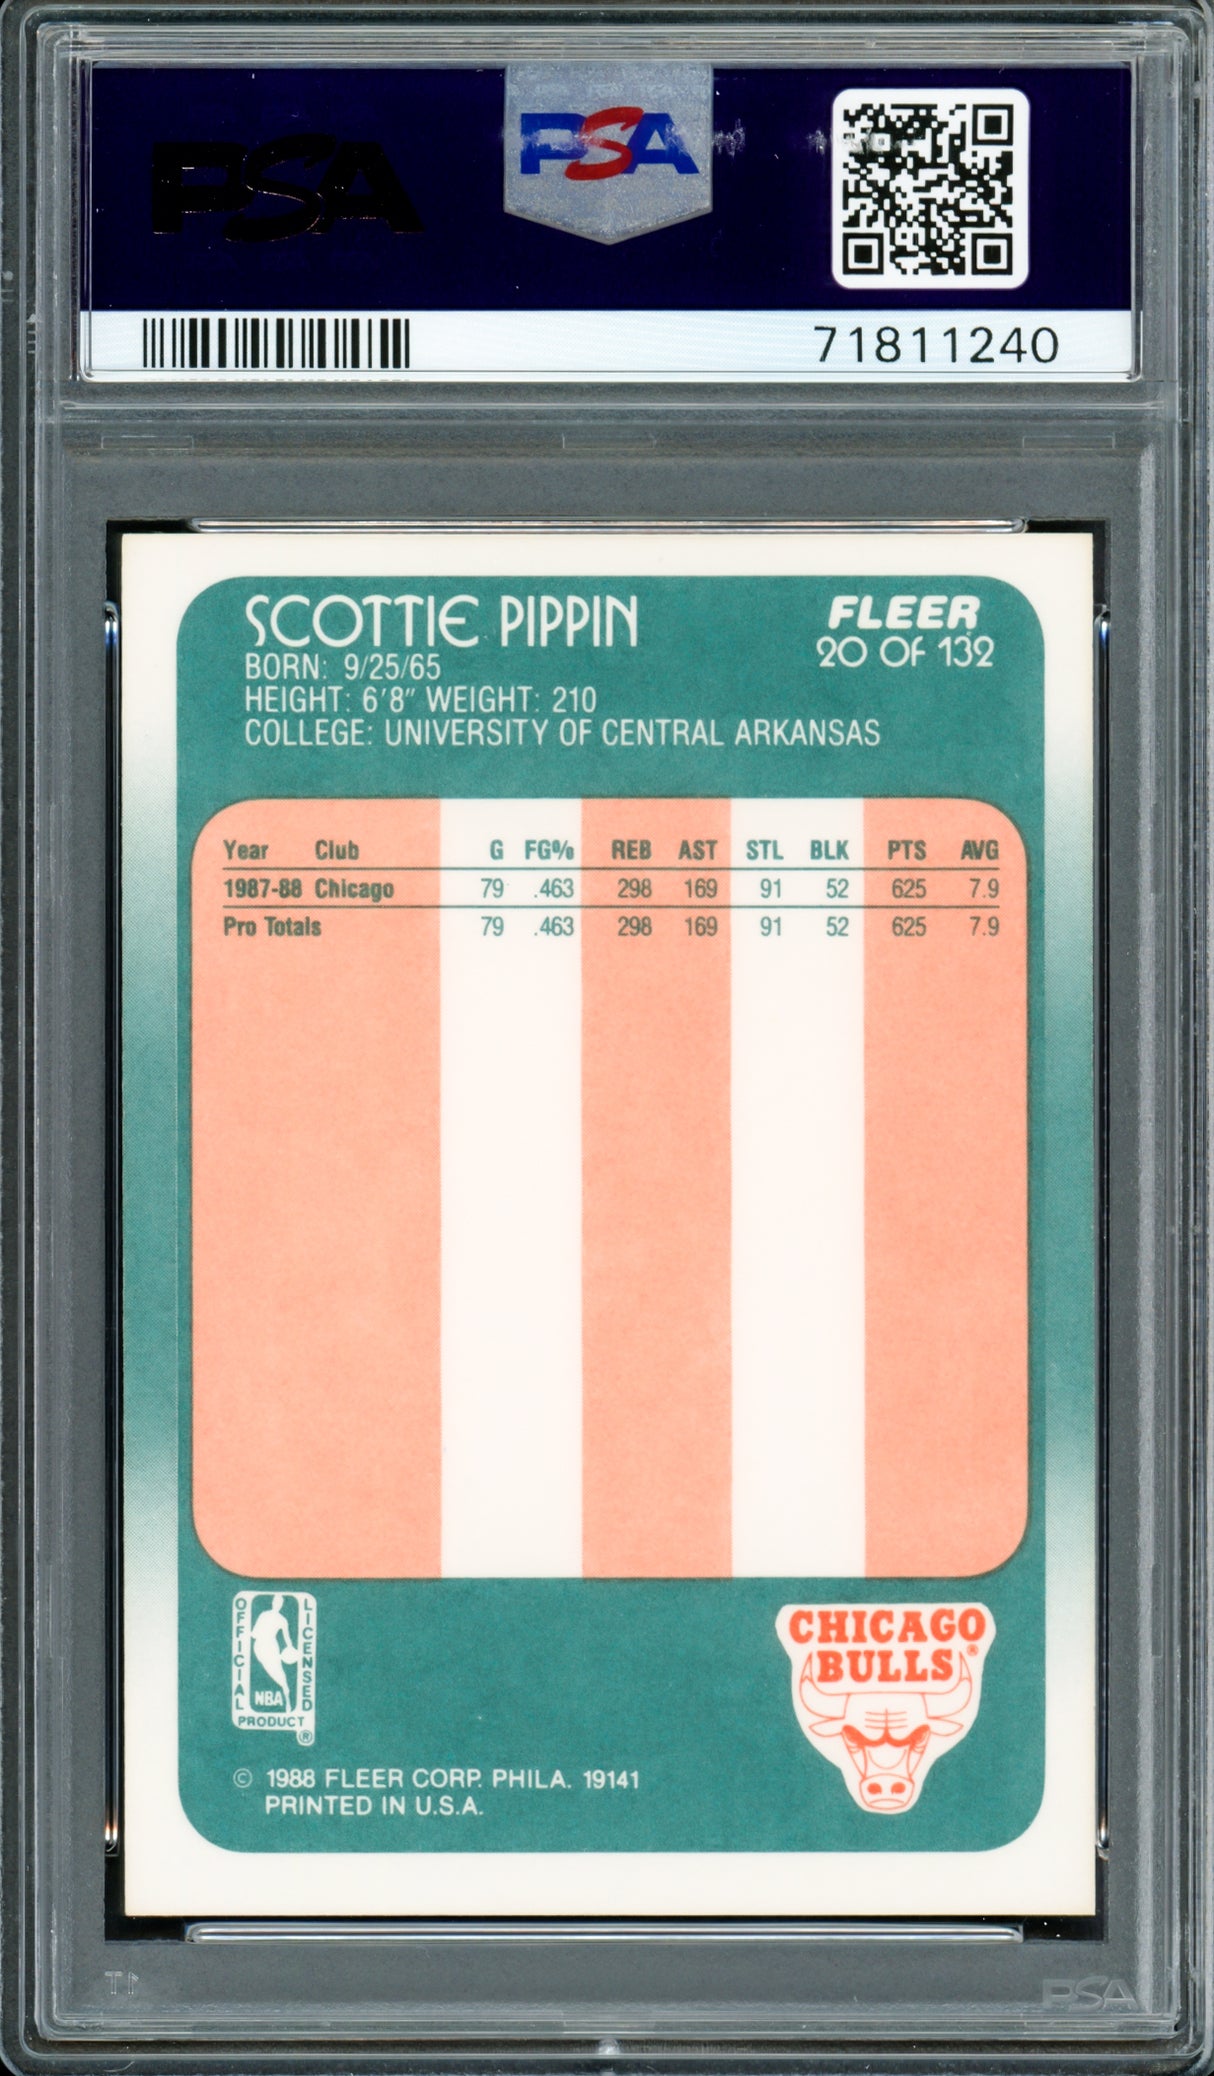 PSA
PSA
71811240
SCOTTIE PIPPIN
FLEER
20 OF 132
BORN: 9/25/65
HEIGHT: 6'8" WEIGHT: 210
COLLEGE: UNIVERSITY OF CENTRAL ARKANSAS
Year Club G FG% REB AST STL BLK PTS AVG
1987-88 Chicago 79 .463 298 169 91 52 625 7.9
Pro Totals 79 .463 298 169 91 52 625 7.9
OFFICIAL
LICENSED
NBA
PRODUCT
®
CHICAGO
BULLS®
© 1988 FLEER CORP. PHILA. 19141
PRINTED IN U.S.A.
PSA